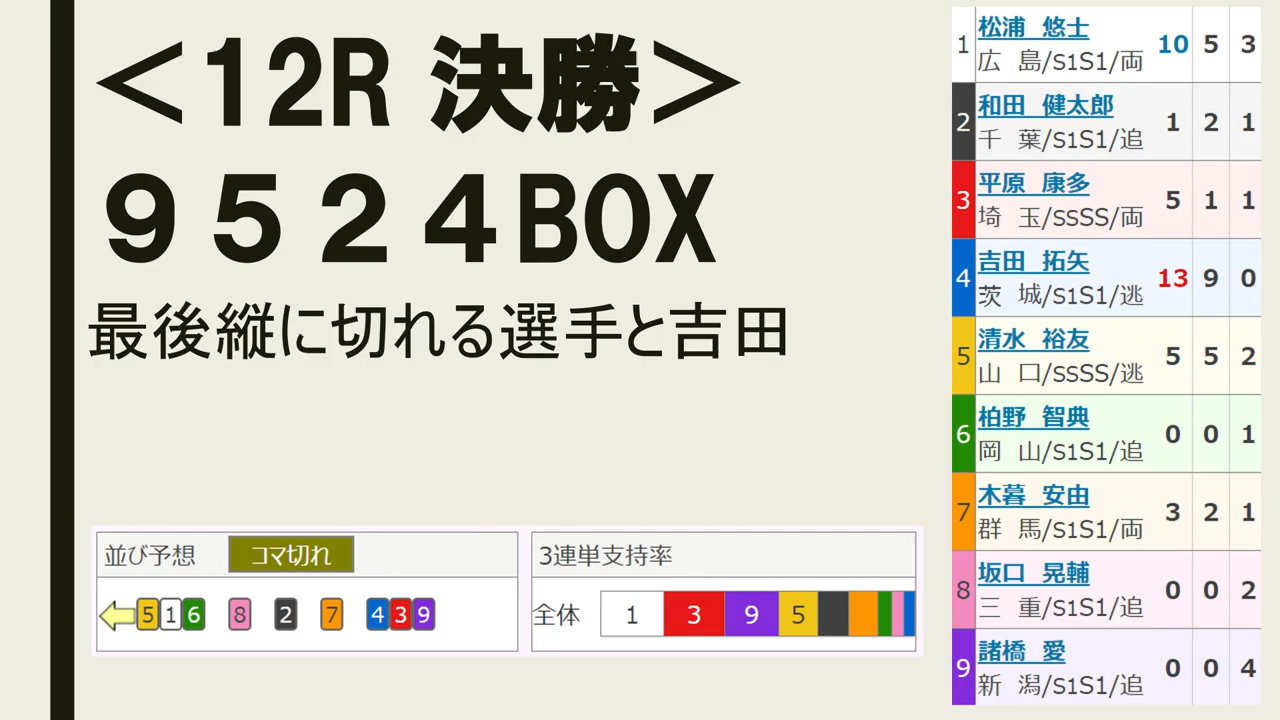 ＜12R 決勝＞
９５２４BOX
最後縦に切れる選手と吉田
並び予想 コマ切れ
5 1 6 8 2 7 4 3 9
3連単支持率
全体 1 3 9 5
1 松浦 悠士 10 5 3
広 島/S1S1/両
2 和田 健太郎 1 2 1
千 葉/S1S1/追
3 平原 康多 5 1 1
埼 玉/SSSS/両
4 吉田 拓矢 13 9 0
茨 城/S1S1/逃
5 清水 裕友 5 5 2
山 口/SSSS/逃
6 柏野 智典 0 0 1
岡 山/S1S1/追
7 木暮 安由 3 2 1
群 馬/S1S1/両
8 坂口 晃輔 0 0 2
三 重/S1S1/追
9 諸橋 愛 0 0 4
新 潟/S1S1/追